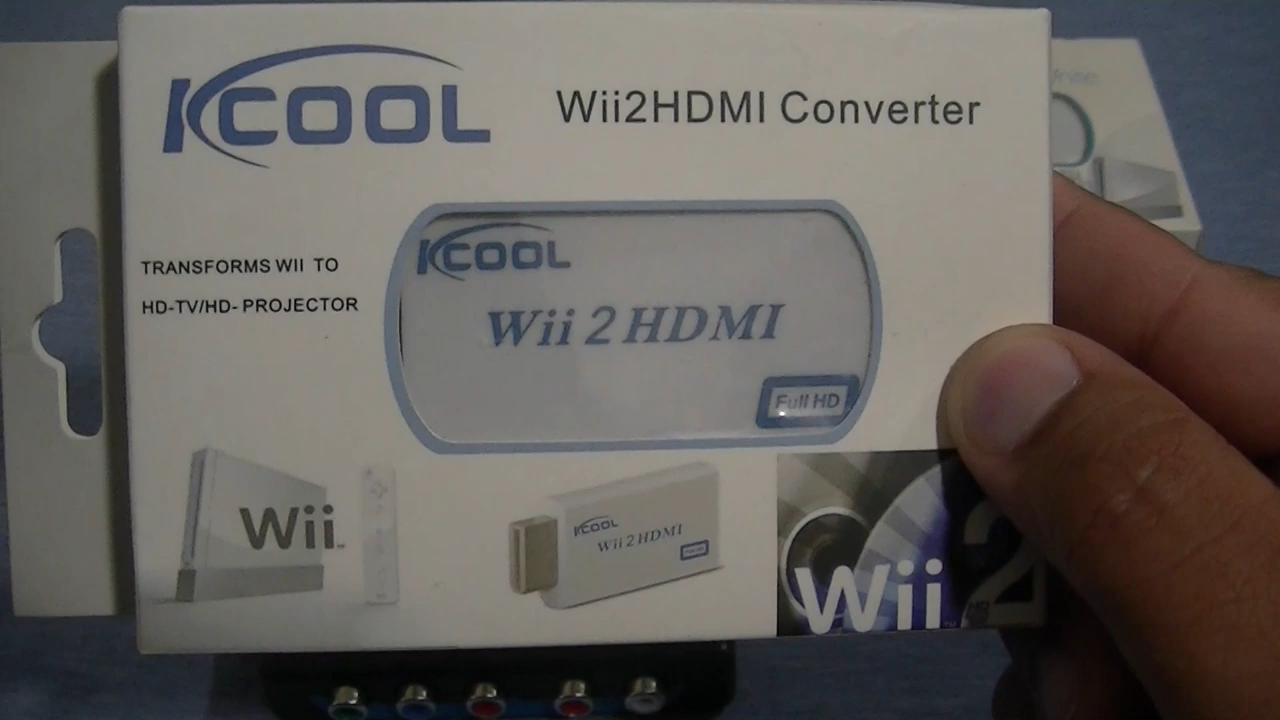 KCOOL
Wii2HDMI Converter
TRANSFORMS WII TO
HD-TV/HD- PROJECTOR
KCOOL
Wii 2 HDMI
Full HD
Wii
KCOOL
Wii 2 HDMI
Wii 2